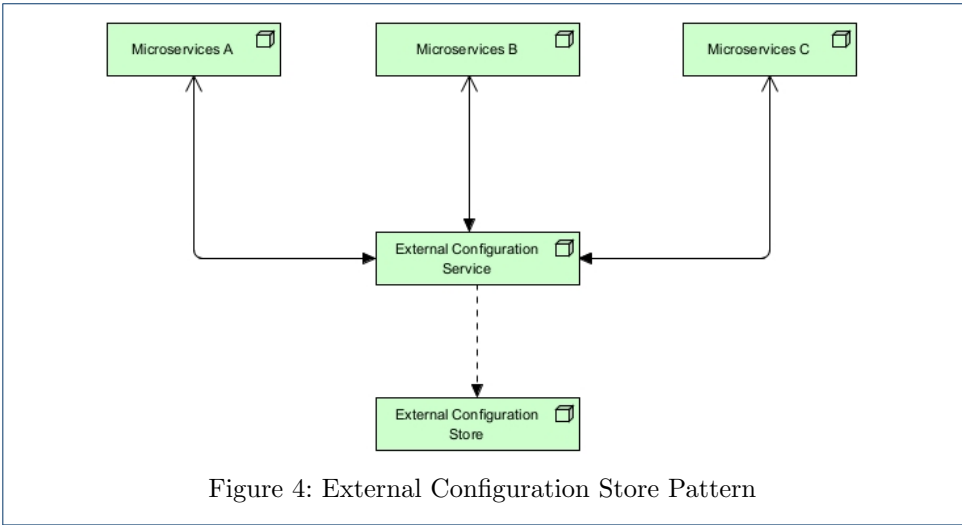 Microservices A
Microservices B
Microservices C
External Configuration
Service
External Configuration
Store
Figure 4: External Configuration Store Pattern